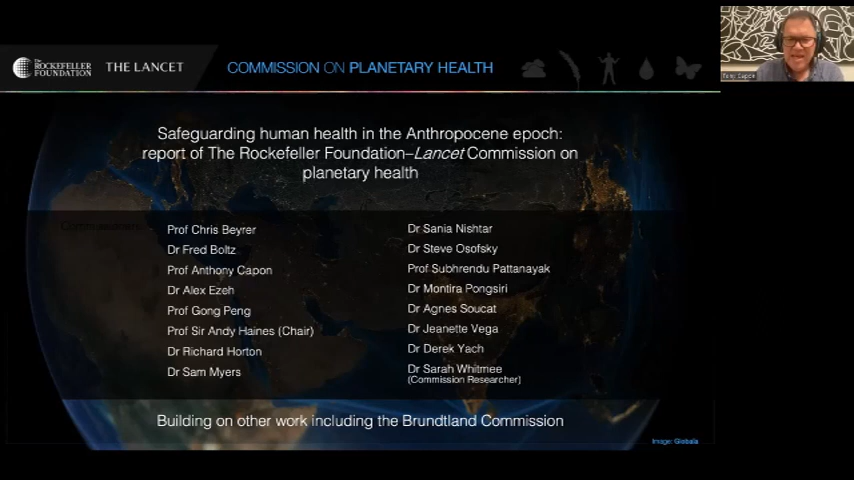 The
ROCKEFELLER
FOUNDATION
THE LANCET
COMMISSION ON PLANETARY HEALTH
Tony Capon
Safeguarding human health in the Anthropocene epoch:
report of The Rockefeller Foundation–Lancet Commission on
planetary health
Commissioners
Prof Chris Beyrer
Dr Fred Boltz
Prof Anthony Capon
Dr Alex Ezeh
Prof Gong Peng
Prof Sir Andy Haines (Chair)
Dr Richard Horton
Dr Sam Myers
Dr Sania Nishtar
Dr Steve Osofsky
Prof Subhrendu Pattanayak
Dr Montira Pongsiri
Dr Agnes Soucat
Dr Jeanette Vega
Dr Derek Yach
Dr Sarah Whitmee
(Commission Researcher)
Building on other work including the Brundtland Commission
Image: Globaïa